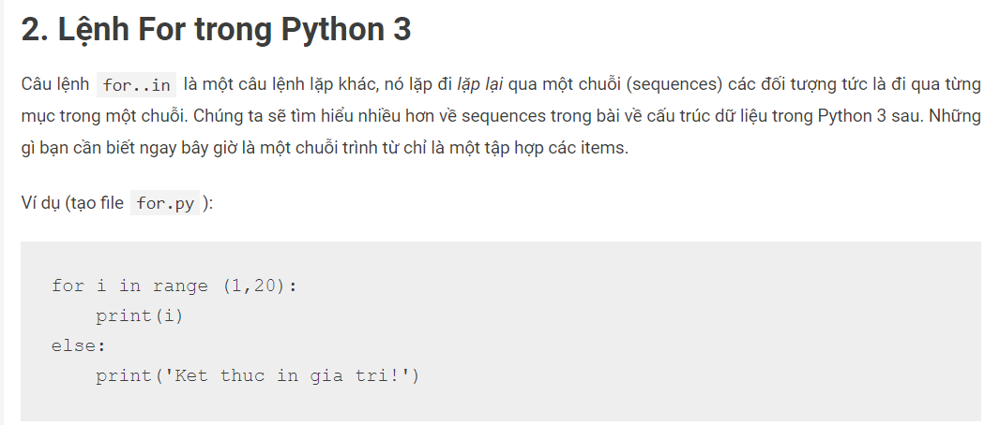 2. Lệnh For trong Python 3
Câu lệnh for..in là một câu lệnh lặp khác, nó lặp đi lặp lại qua một chuỗi (sequences) các đối tượng tức là đi qua từng
mục trong một chuỗi. Chúng ta sẽ tìm hiểu nhiều hơn về sequences trong bài về cấu trúc dữ liệu trong Python 3 sau. Những
gì bạn cần biết ngay bây giờ là một chuỗi trình từ chỉ là một tập hợp các items.
Ví dụ (tạo file for.py ):
for i in range (1,20):
    print(i)
else:
    print('Ket thuc in gia tri!')